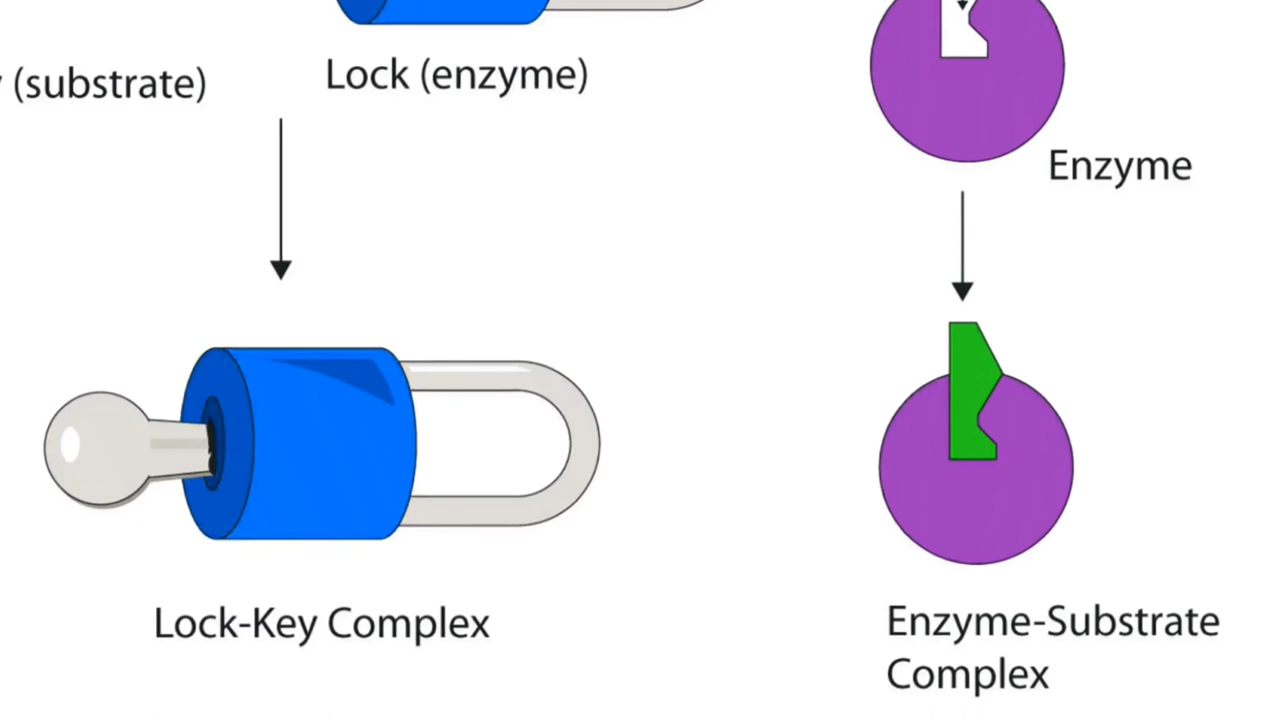 (substrate)
Lock (enzyme)
Enzyme
Lock-Key Complex
Enzyme-Substrate
Complex